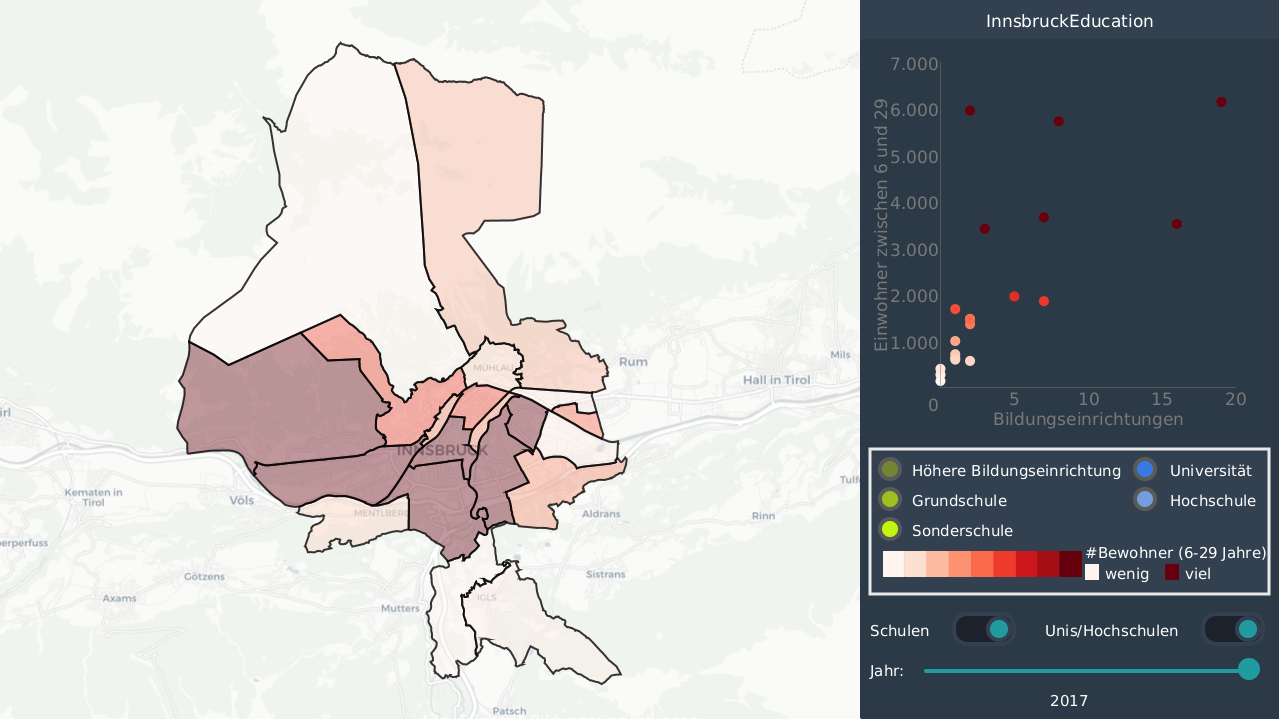 InnsbruckEducation
7.000
6.000
5.000
4.000
3.000
2.000
1.000
0
5
10
15
20
Einwohner zwischen 6 und 29
Bildungseinrichtungen
Höhere Bildungseinrichtung
Universität
Grundschule
Hochschule
Sonderschule
#Bewohner (6-29 Jahre)
wenig
viel
Schulen
Unis/Hochschulen
Jahr:
2017
MÜHLAU
Rum
Mils
Hall in Tirol
INNSBRUCK
Kematen in
Tirol
Völs
MENTLBERG
Aldrans
Rinn
Götzens
Sistrans
Axams
Mutters
IGLS
Patsch